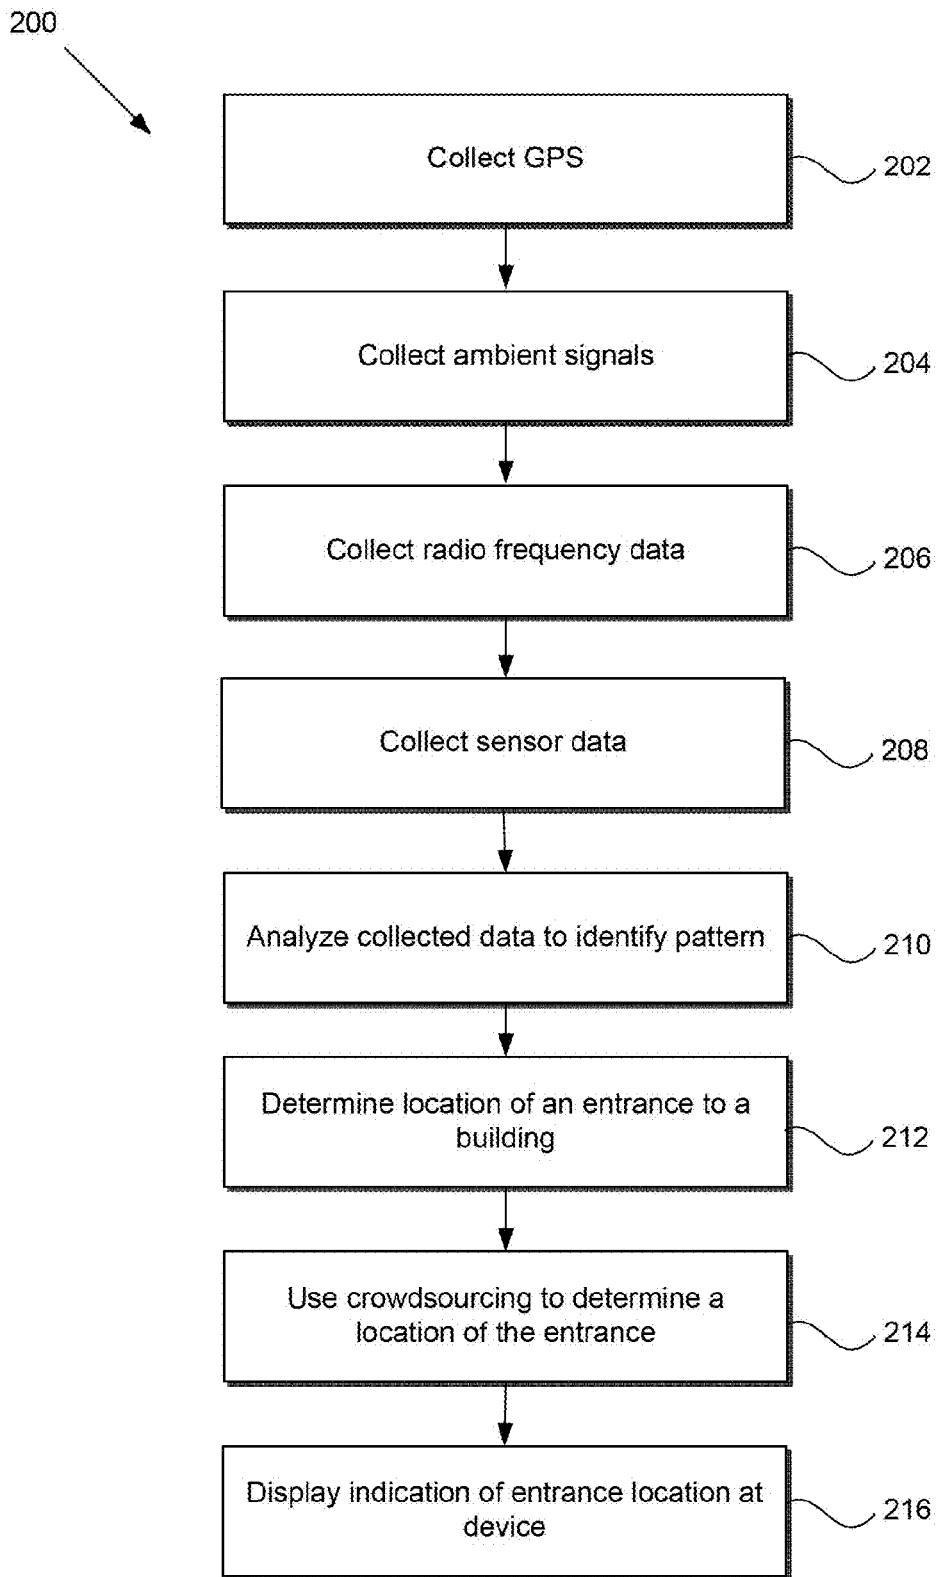 200
Collect GPS
202
Collect ambient signals
204
Collect radio frequency data
206
Collect sensor data
208
Analyze collected data to identify pattern
210
Determine location of an entrance to a
building
212
Use crowdsourcing to determine a
location of the entrance
214
Display indication of entrance location at
device
216